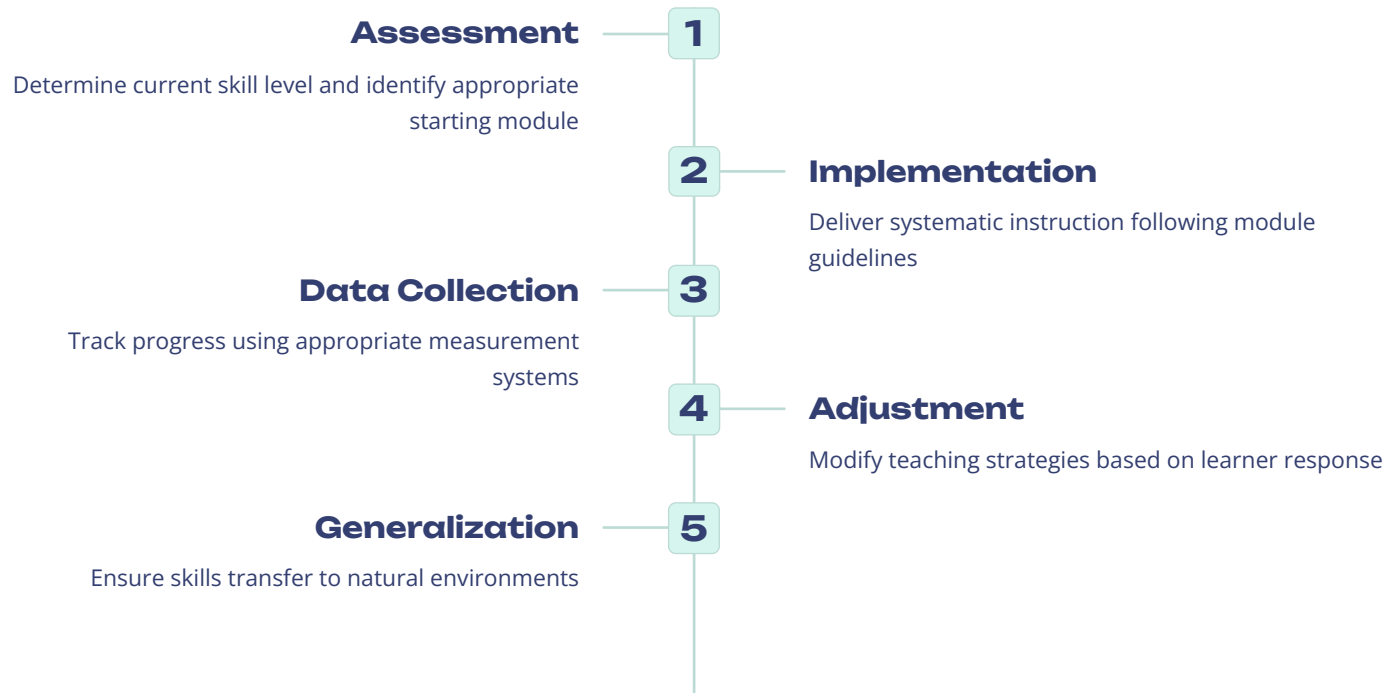 Assessment
1
Determine current skill level and identify appropriate
starting module
2
Implementation
Deliver systematic instruction following module
guidelines
Data Collection
3
Track progress using appropriate measurement
systems
4
Adjustment
Modify teaching strategies based on learner response
Generalization
5
Ensure skills transfer to natural environments